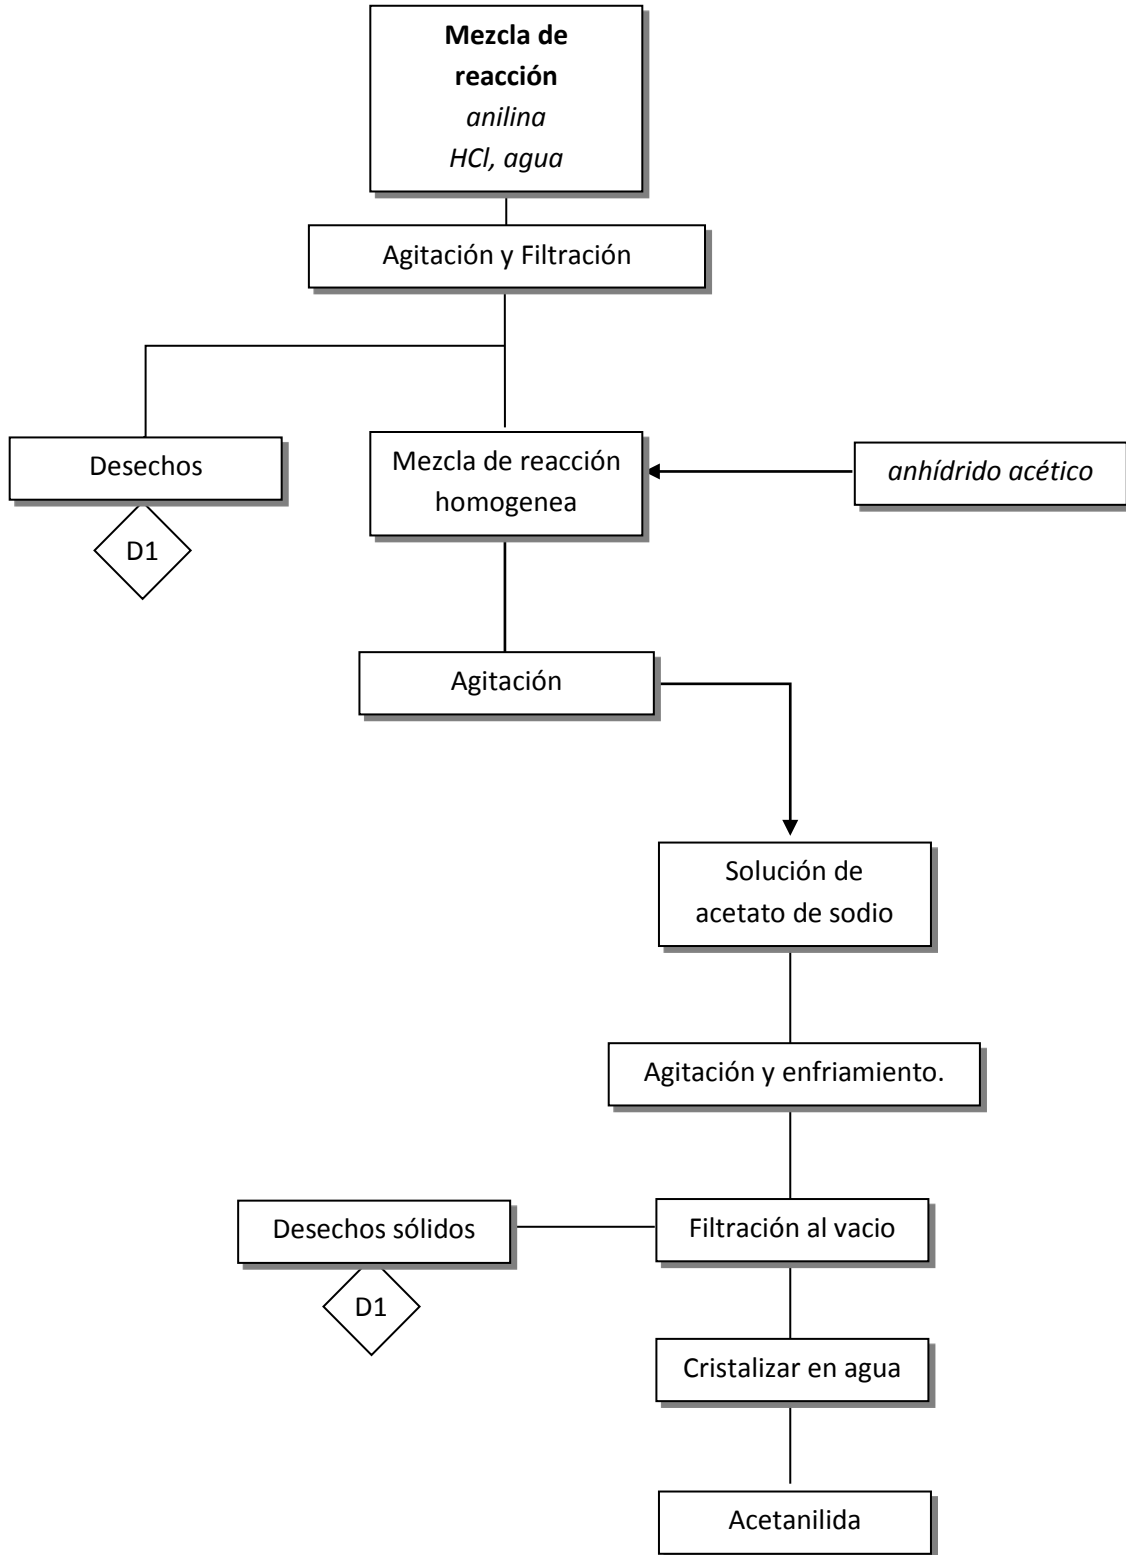 Mezcla de
reacción
anilina
HCl, agua
Agitación y Filtración
Desechos
D1
Mezcla de reacción
homogenea
anhídrido acético
Agitación
Solución de
acetato de sodio
Agitación y enfriamiento.
Desechos sólidos
D1
Filtración al vacio
Cristalizar en agua
Acetanilida